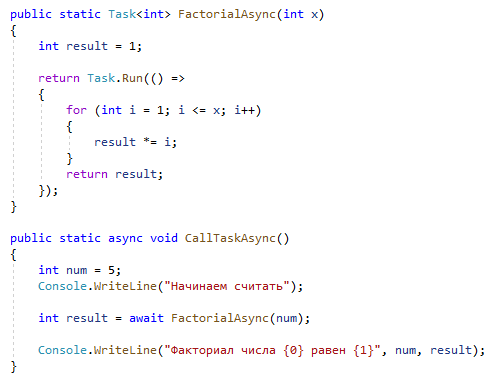 public static Task<int> FactorialAsync(int x)
{
    int result = 1;

    return Task.Run(() =>
    {
        for (int i = 1; i <= x; i++)
        {
            result *= i;
        }
        return result;
    });
}

public static async void CallTaskAsync()
{
    int num = 5;
    Console.WriteLine("Начинаем считать");

    int result = await FactorialAsync(num);

    Console.WriteLine("Факториал числа {0} равен {1}", num, result);
}